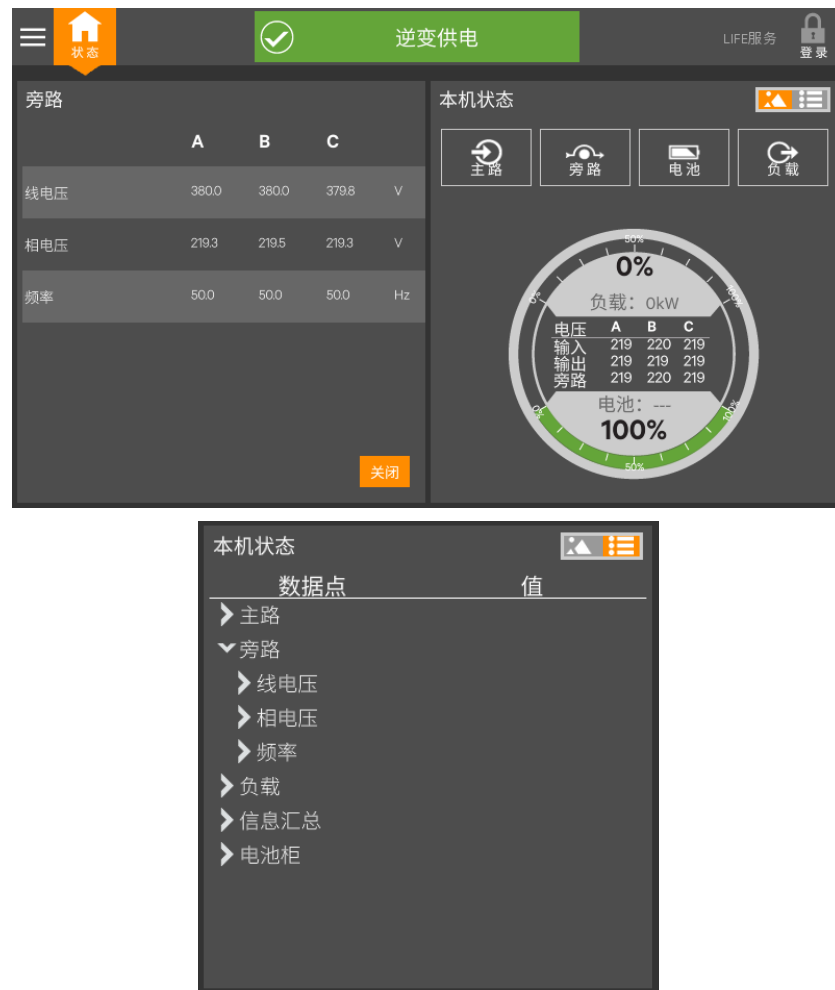 状态
逆变供电
LIFE服务
登录
旁路
A B C
线电压 380.0 380.0 379.8 V
相电压 219.3 219.5 219.3 V
频率 50.0 50.0 50.0 Hz
关闭
本机状态
主路 旁路 电池 负载
50%
0% 100%
0%
负载：0kW
电压 A B C
输入 219 220 219
输出 219 219 219
旁路 219 220 219
电池：---
100%
0% 100%
50%
本机状态
数据点 值
主路
旁路
线电压
相电压
频率
负载
信息汇总
电池柜